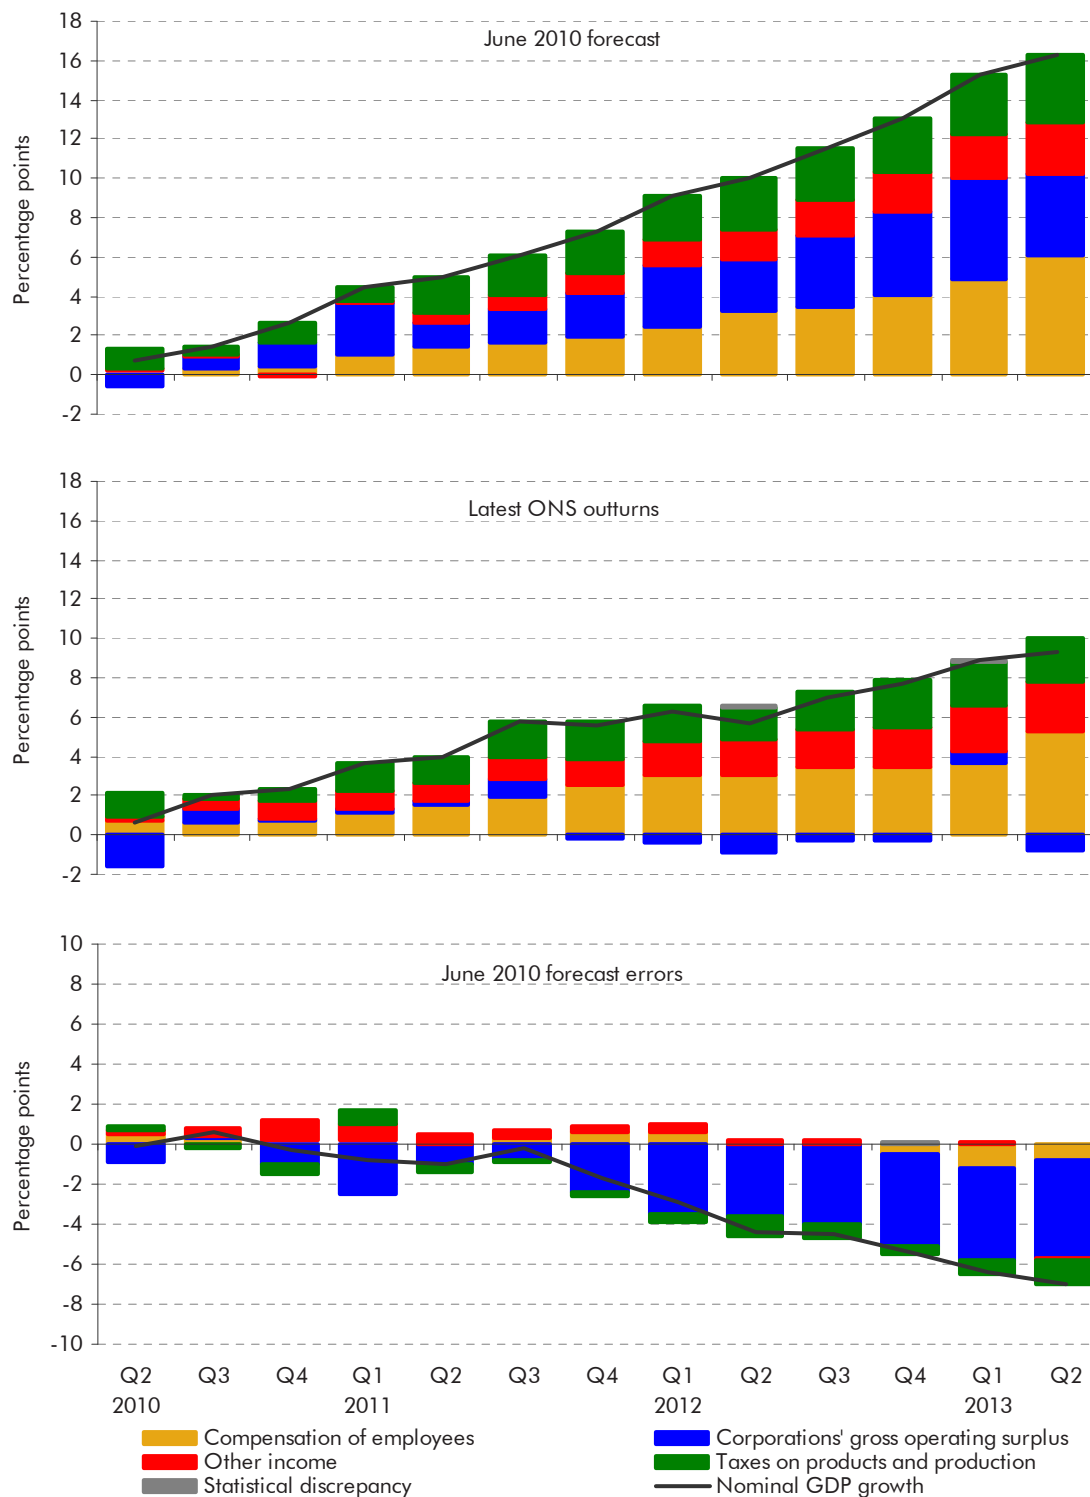 June 2010 forecast
Percentage points
18
16
14
12
10
8
6
4
2
0
-2
Latest ONS outturns
Percentage points
18
16
14
12
10
8
6
4
2
0
-2
June 2010 forecast errors
Percentage points
10
8
6
4
2
0
-2
-4
-6
-8
-10
Q2 Q3 Q4 Q1 Q2 Q3 Q4 Q1 Q2 Q3 Q4 Q1 Q2
2010 2011 2012 2013
Compensation of employees
Corporations' gross operating surplus
Other income
Taxes on products and production
Statistical discrepancy
Nominal GDP growth